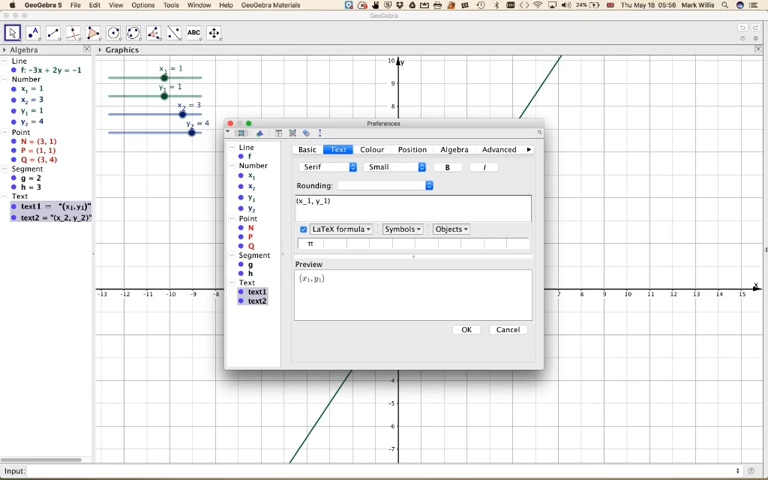 GeoGebra 5 File Edit View Options Tools Window Help GeoGebra Materials 24% Thu May 16 05:56 Mark Willis
GeoGebra
ABC
Algebra
Graphics
Line
f: -3x + 2y = -1
Number
x₁ = 1
x₂ = 3
y₁ = 1
y₂ = 4
Point
N = (3, 1)
P = (1, 1)
Q = (3, 4)
Segment
g = 2
h = 3
Text
text1 = "(x₁,y₁)"
text2 = "(x_2, y_2)"
x₁ = 1
y₁ = 1
x₂ = 3
y₂ = 4
Preferences
Line
f
Number
x₁
x₂
y₁
y₂
Point
N
P
Q
Segment
g
h
Text
text1
text2
Basic Text Colour Position Algebra Advanced
Serif Small B I
Rounding:
(x_1, y_1)
LaTeX formula Symbols Objects
π
Preview
(x₁, y₁)
OK Cancel
y
10
9
8
-13 -12 -11 -10 -9 -8 7 8 9 10 11 12 13 14 15 x
-4
-5
-6
-7
Input: